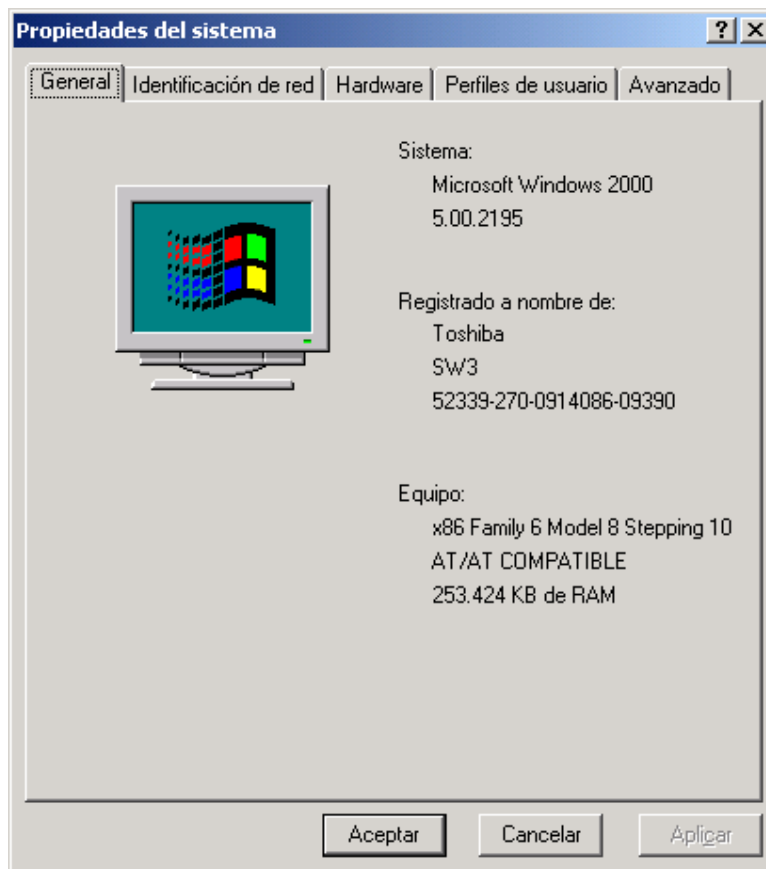 Propiedades del sistema
General Identificación de red Hardware Perfiles de usuario Avanzado
Sistema:
Microsoft Windows 2000
5.00.2195
Registrado a nombre de:
Toshiba
SW3
52339-270-0914086-09390
Equipo:
x86 Family 6 Model 8 Stepping 10
AT/AT COMPATIBLE
253.424 KB de RAM
Aceptar Cancelar Aplicar